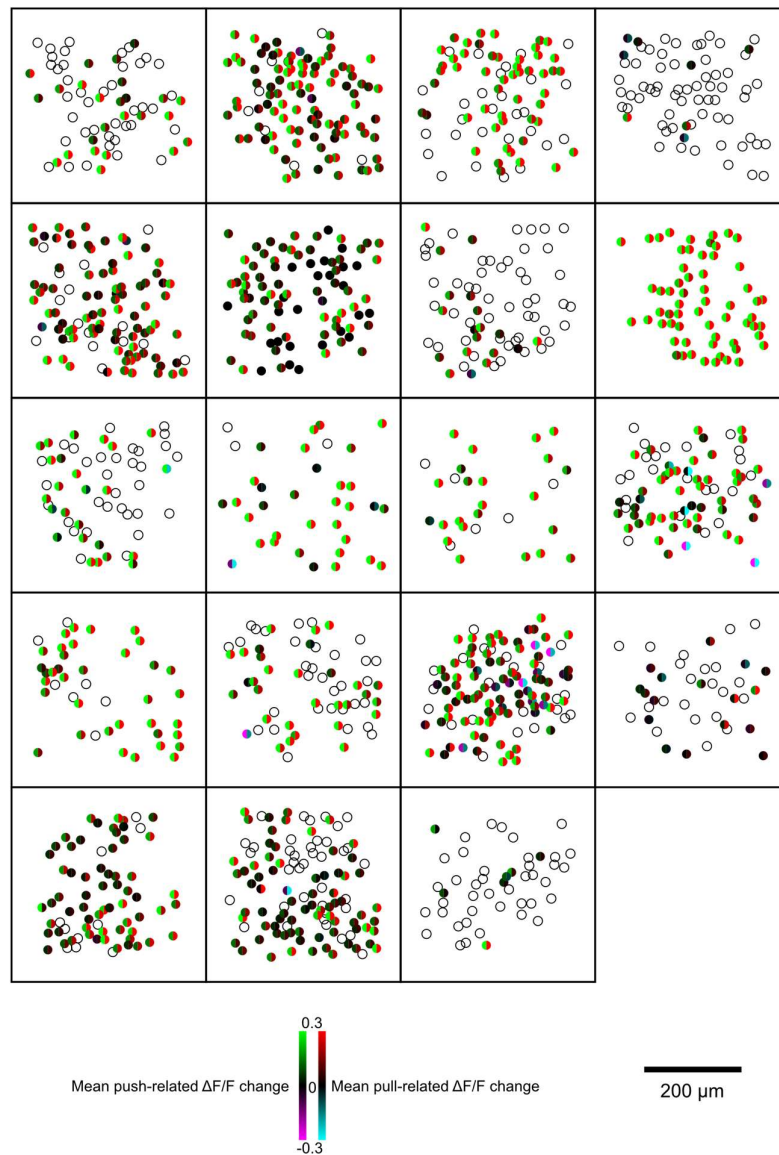 0.3
Mean push-related ΔF/F change 0 Mean pull-related ΔF/F change
-0.3
200 µm